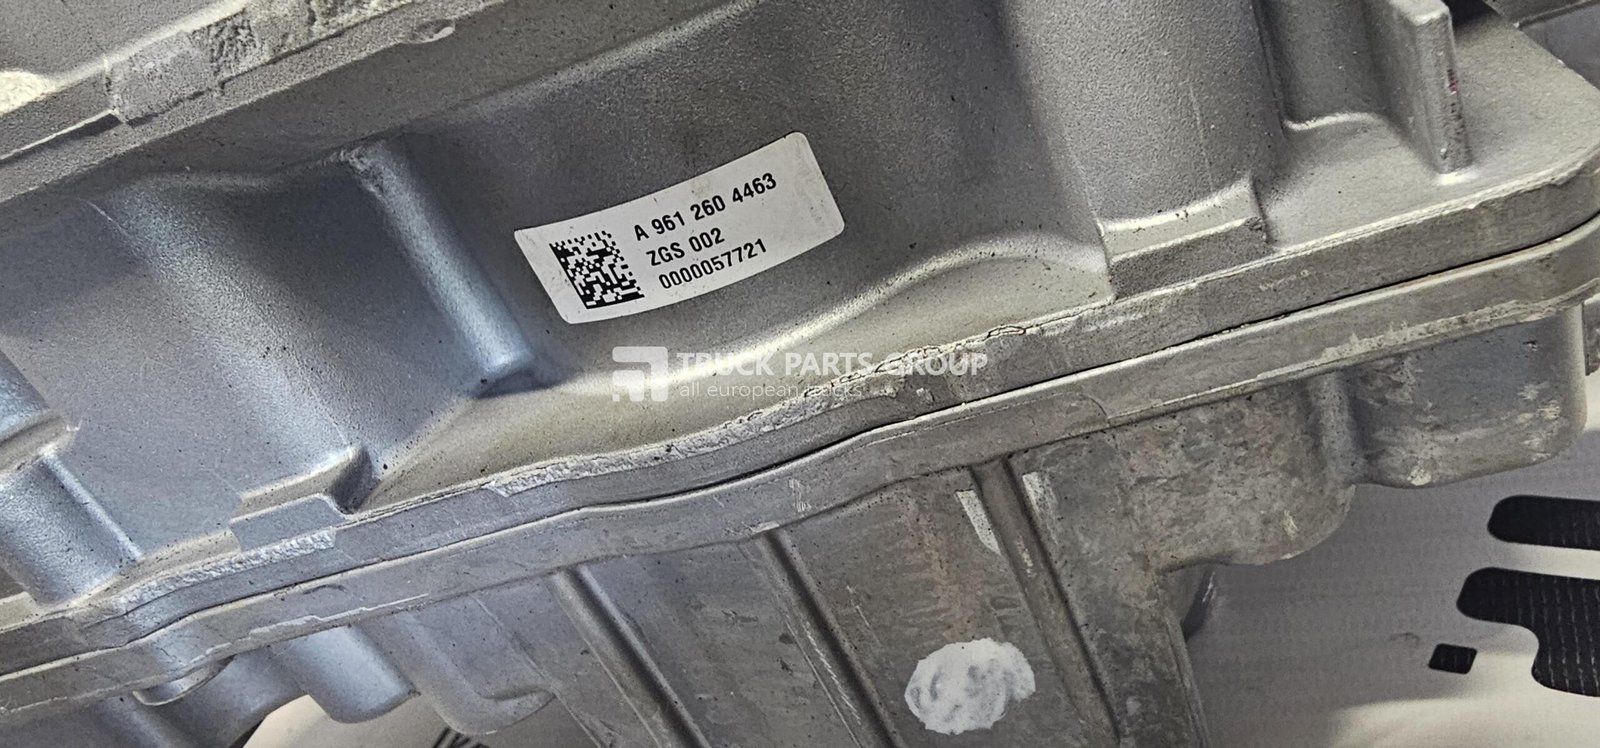 A 961 260 4463
ZGS 002
0000057721
TRUCK PARTS GROUP
all european trucks